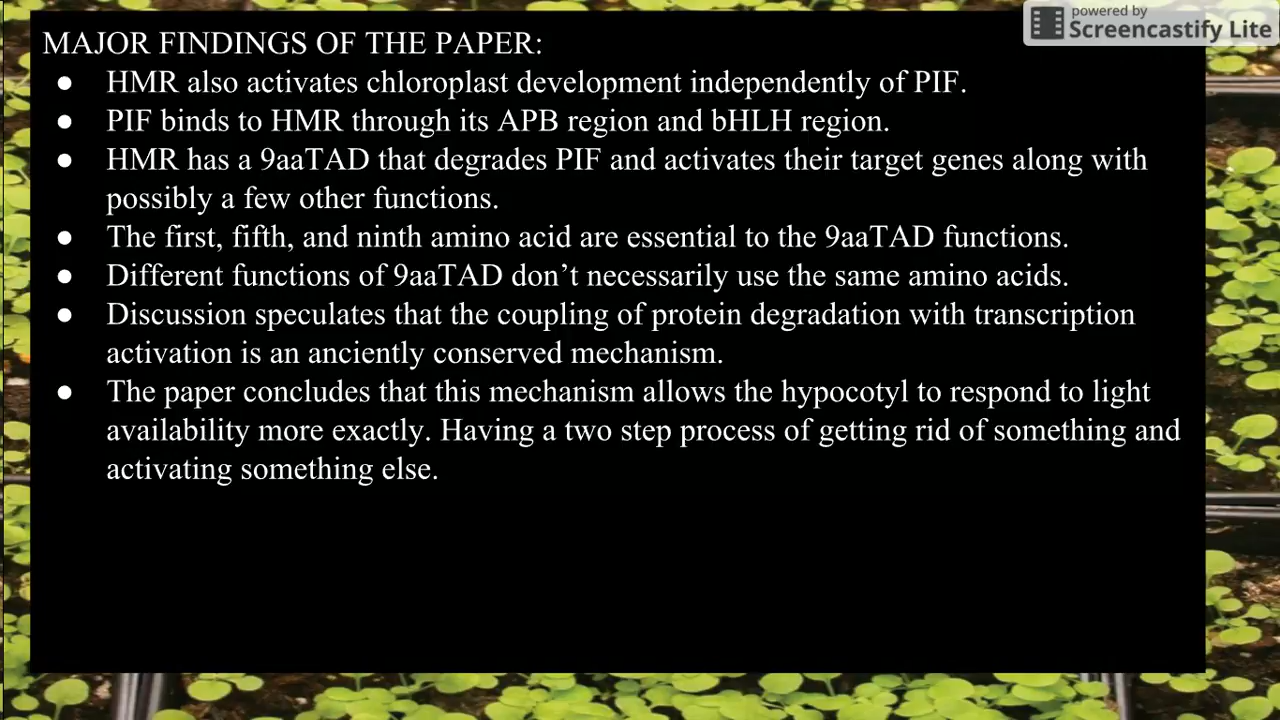 powered by
Screencastify Lite
MAJOR FINDINGS OF THE PAPER:
● HMR also activates chloroplast development independently of PIF.
● PIF binds to HMR through its APB region and bHLH region.
● HMR has a 9aaTAD that degrades PIF and activates their target genes along with
possibly a few other functions.
● The first, fifth, and ninth amino acid are essential to the 9aaTAD functions.
● Different functions of 9aaTAD don’t necessarily use the same amino acids.
● Discussion speculates that the coupling of protein degradation with transcription
activation is an anciently conserved mechanism.
● The paper concludes that this mechanism allows the hypocotyl to respond to light
availability more exactly. Having a two step process of getting rid of something and
activating something else.